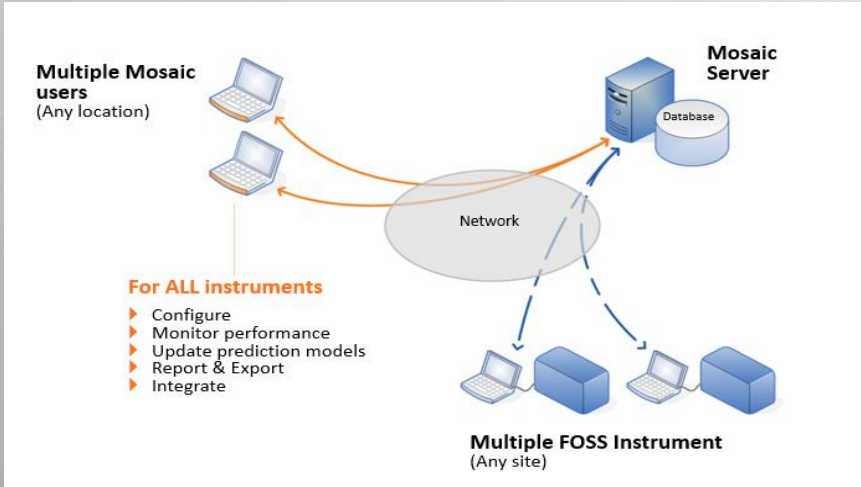 Multiple Mosaic
users
(Any location)
Mosaic
Server
Database
Network
For ALL instruments
Configure
Monitor performance
Update prediction models
Report & Export
Integrate
Multiple FOSS Instrument
(Any site)